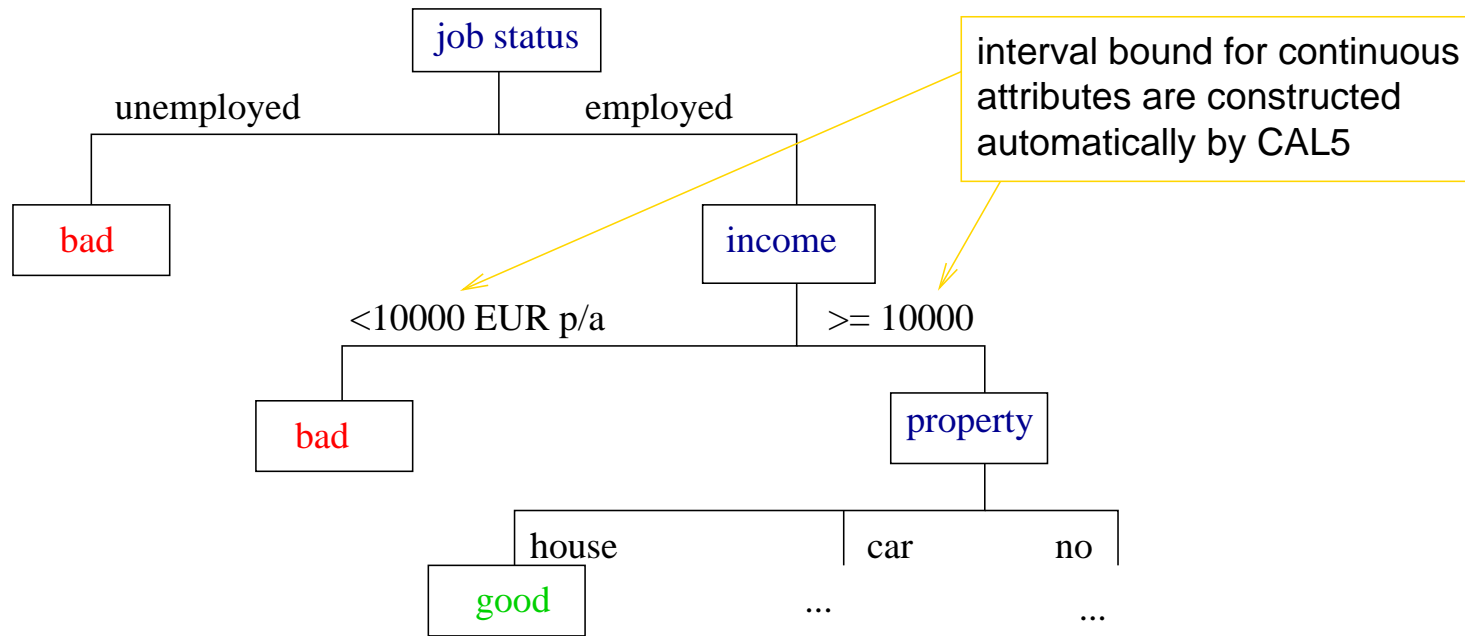 job status
interval bound for continuous
attributes are constructed
automatically by CAL5
unemployed
employed
bad
income
<10000 EUR p/a
>= 10000
bad
property
house
car
no
good
...
...